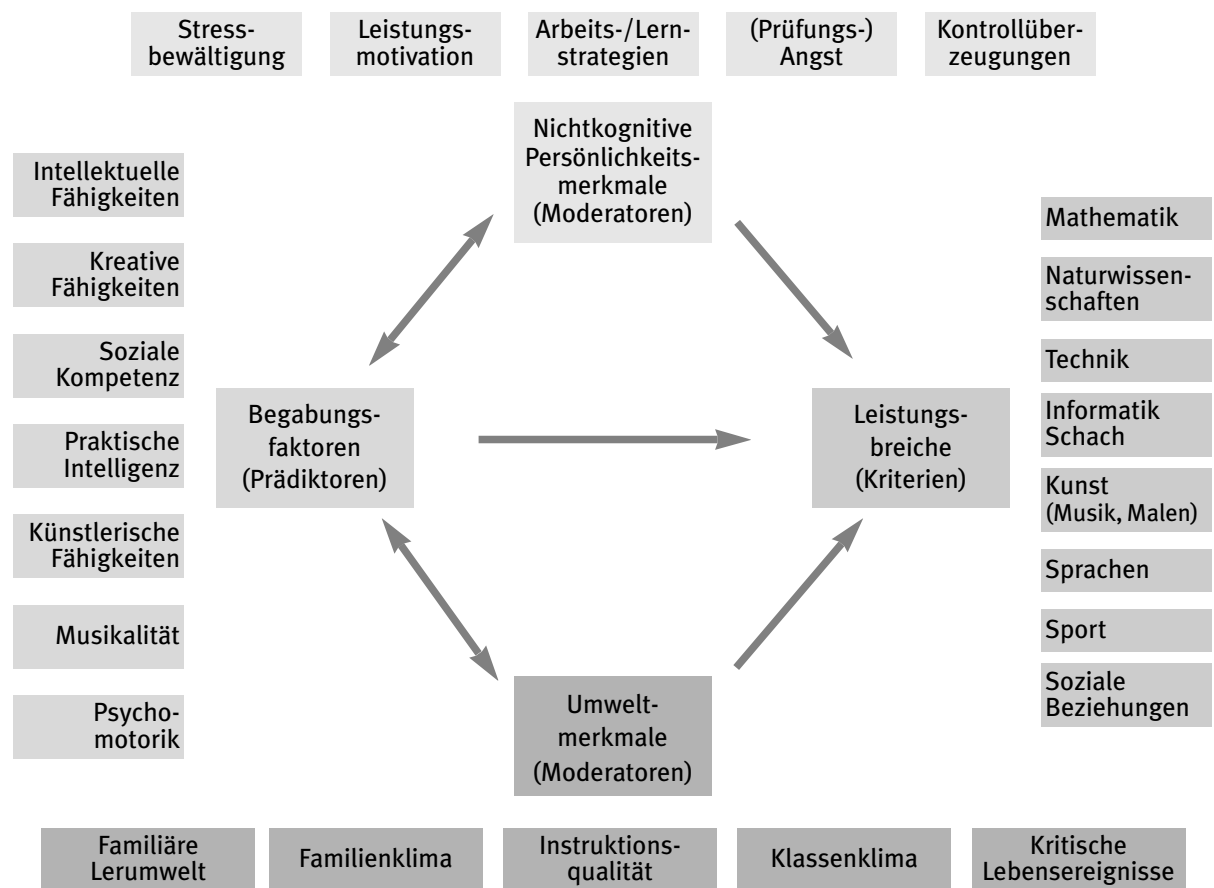 Stress-
bewältigung
Leistungs-
motivation
Arbeits-/Lern-
strategien
(Prüfungs-)
Angst
Kontrollüber-
zeugungen
Nichtkognitive
Persönlichkeits-
merkmale
(Moderatoren)
Intellektuelle
Fähigkeiten
Kreative
Fähigkeiten
Soziale
Kompetenz
Praktische
Intelligenz
Künstlerische
Fähigkeiten
Musikalität
Psycho-
motorik
Begabungs-
faktoren
(Prädiktoren)
Leistungs-
breiche
(Kriterien)
Mathematik
Naturwissen-
schaften
Technik
Informatik
Schach
Kunst
(Musik, Malen)
Sprachen
Sport
Soziale
Beziehungen
Umwelt-
merkmale
(Moderatoren)
Familiäre
Lerumwelt
Familienklima
Instruktions-
qualität
Klassenklima
Kritische
Lebensereignisse